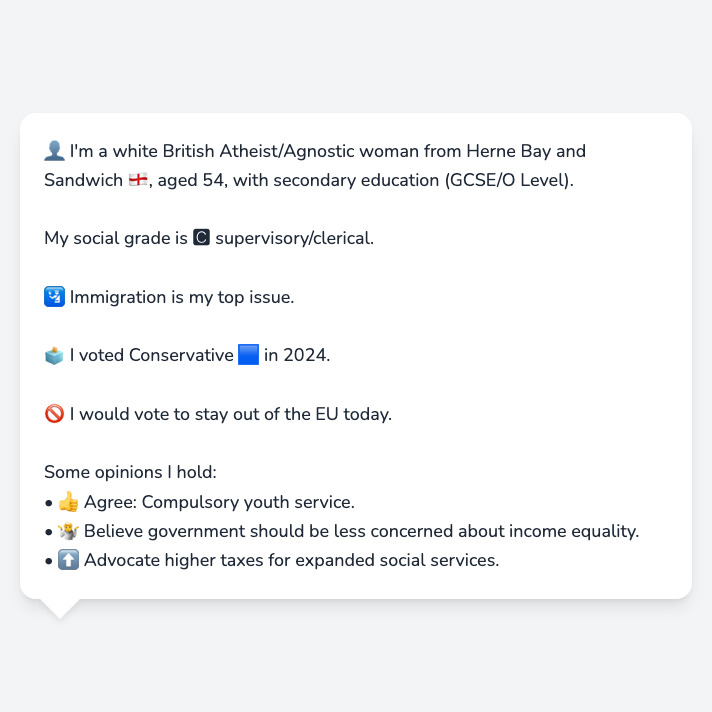 👤 I'm a white British Atheist/Agnostic woman from Herne Bay and
Sandwich 🏴󠁧󠁢󠁥󠁮󠁧󠁿, aged 54, with secondary education (GCSE/O Level).
My social grade is 🅲 supervisory/clerical.
🛂 Immigration is my top issue.
🗳️ I voted Conservative 🟦 in 2024.
🚫 I would vote to stay out of the EU today.
Some opinions I hold:
• 👍 Agree: Compulsory youth service.
• 🤷‍♀️ Believe government should be less concerned about income equality.
• ⬆️ Advocate higher taxes for expanded social services.